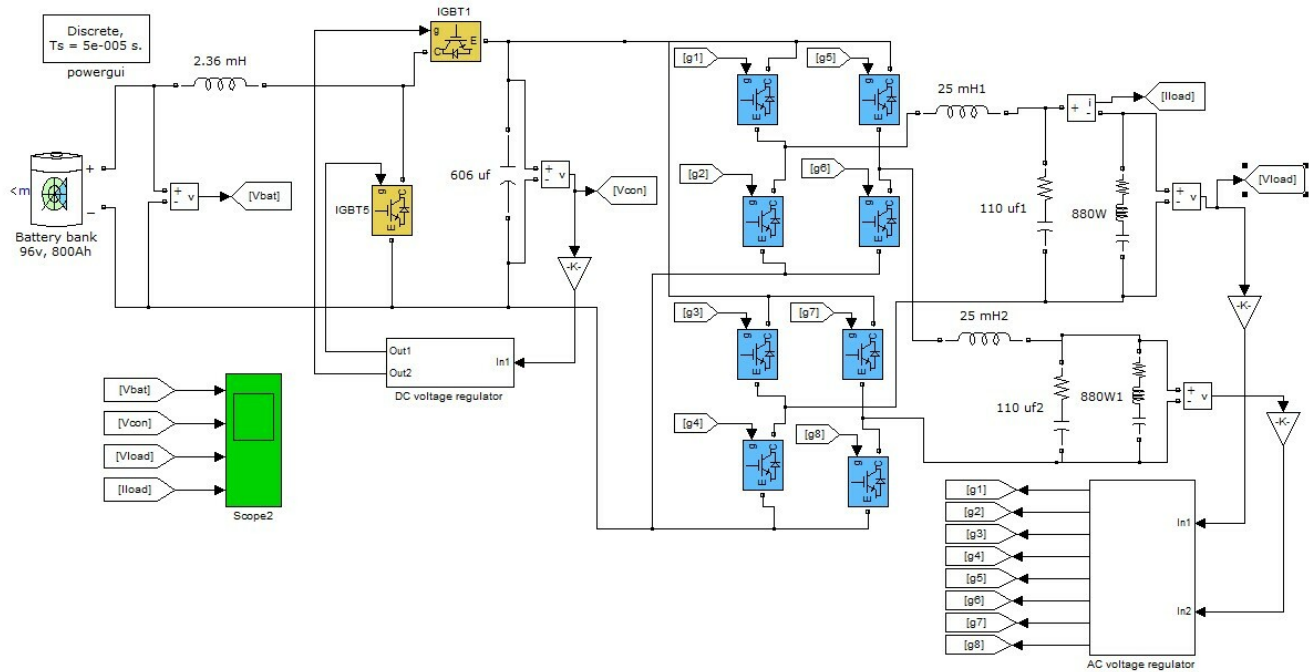 Discrete,
Ts = 5e-005 s.
powergui
2.36 mH
IGBT1
g
C
E
[g1]
g
C
E
[g5]
g
C
E
25 mH1
+
-
i
[Iload]
+
-
<m
Battery bank
96v, 800Ah
+
-
v
[Vbat]
IGBT5
g
C
E
606 uf
+
-
v
[Vcon]
-K-
[g2]
g
C
E
[g6]
g
C
E
110 uf1
880W
+
-
v
[Vload]
-K-
[g3]
g
C
E
[g7]
g
C
E
25 mH2
Out1
Out2
In1
DC voltage regulator
[g4]
g
C
E
[g8]
g
C
E
110 uf2
880W1
+
-
v
-K-
[Vbat]
[Vcon]
[Vload]
[Iload]
Scope2
[g1]
[g2]
[g3]
[g4]
[g5]
[g6]
[g7]
[g8]
In1
In2
AC voltage regulator